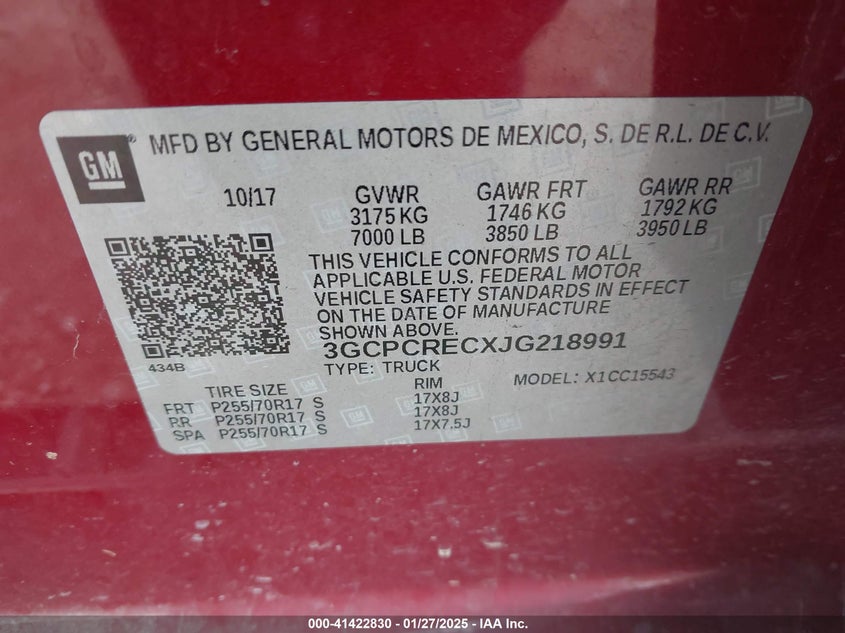 GM ® MFD BY GENERAL MOTORS DE MEXICO, S. DE R.L. DE C.V.
10/17 GVWR GAWR FRT GAWR RR
3175 KG 1746 KG 1792 KG
7000 LB 3850 LB 3950 LB
THIS VEHICLE CONFORMS TO ALL
APPLICABLE U.S. FEDERAL MOTOR
VEHICLE SAFETY STANDARDS IN EFFECT
ON THE DATE OF MANUFACTURE
SHOWN ABOVE.
3GCPCRECXJG218991
434B TYPE: TRUCK MODEL: X1CC15543
TIRE SIZE RIM
FRT P255/70R17 S 17X8J
RR P255/70R17 S 17X8J
SPA P255/70R17 S 17X7.5J
000-41422830 - 01/27/2025 - IAA Inc.